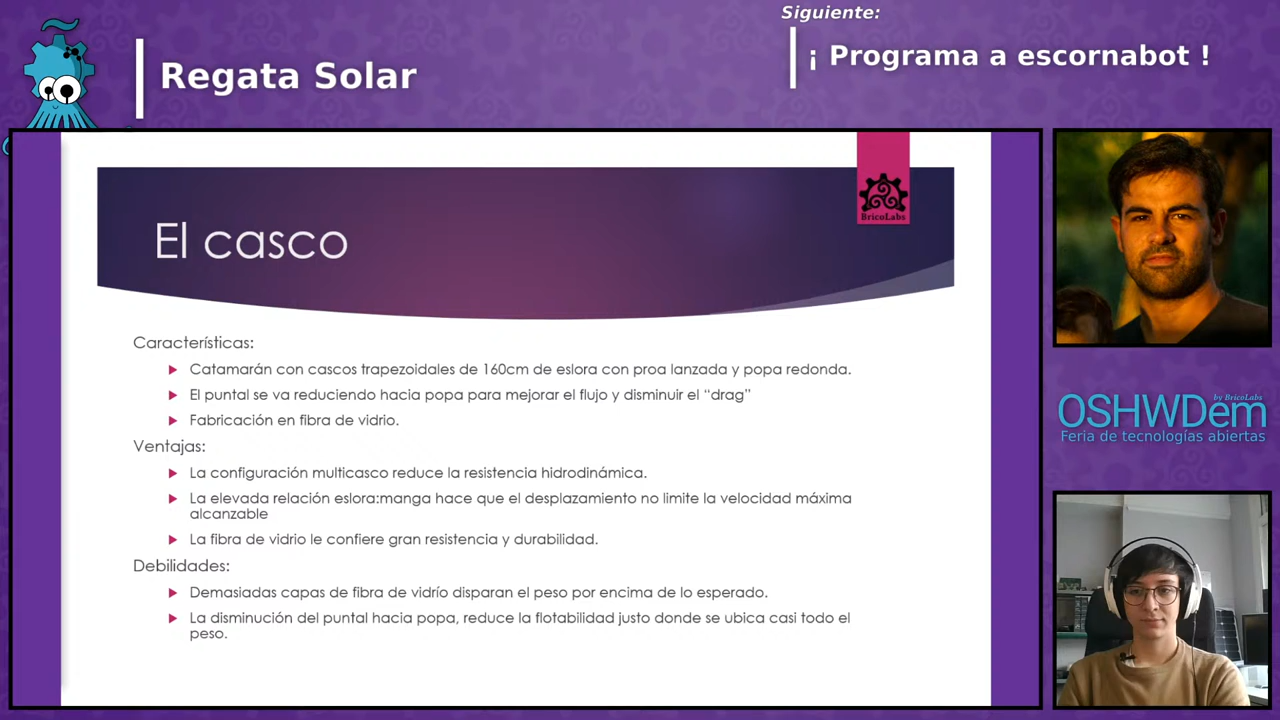 Siguiente:
¡ Programa a escornabot !
Regata Solar
BricoLabs
El casco
Características:
Catamarán con cascos trapezoidales de 160cm de eslora con proa lanzada y popa redonda.
El puntal se va reduciendo hacia popa para mejorar el flujo y disminuir el “drag”
Fabricación en fibra de vidrio.
Ventajas:
La configuración multicasco reduce la resistencia hidrodinámica.
La elevada relación eslora:manga hace que el desplazamiento no limite la velocidad máxima
alcanzable
La fibra de vidrio le confiere gran resistencia y durabilidad.
Debilidades:
Demasiadas capas de fibra de vidrío disparan el peso por encima de lo esperado.
La disminución del puntal hacia popa, reduce la flotabilidad justo donde se ubica casi todo el
peso.
by BricoLabs
OSHWDem
Feria de tecnologías abiertas